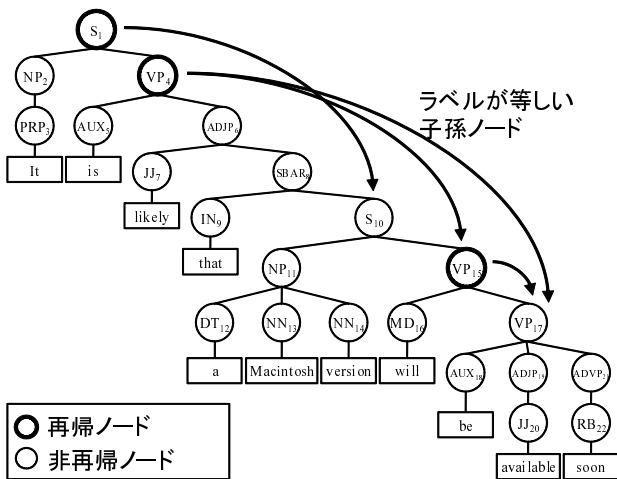 S1
NP2 VP4
ラベルが等しい
子孫ノード
PRP3 AUX5 ADJP6
It is JJ7 SBAR8
likely IN9 S10
that NP11 VP15
DT12 NN13 NN14 MD16 VP17
a Macintosh version will AUX18 ADJP19 ADVP21
be JJ20 RB22
available soon
再帰ノード
非再帰ノード